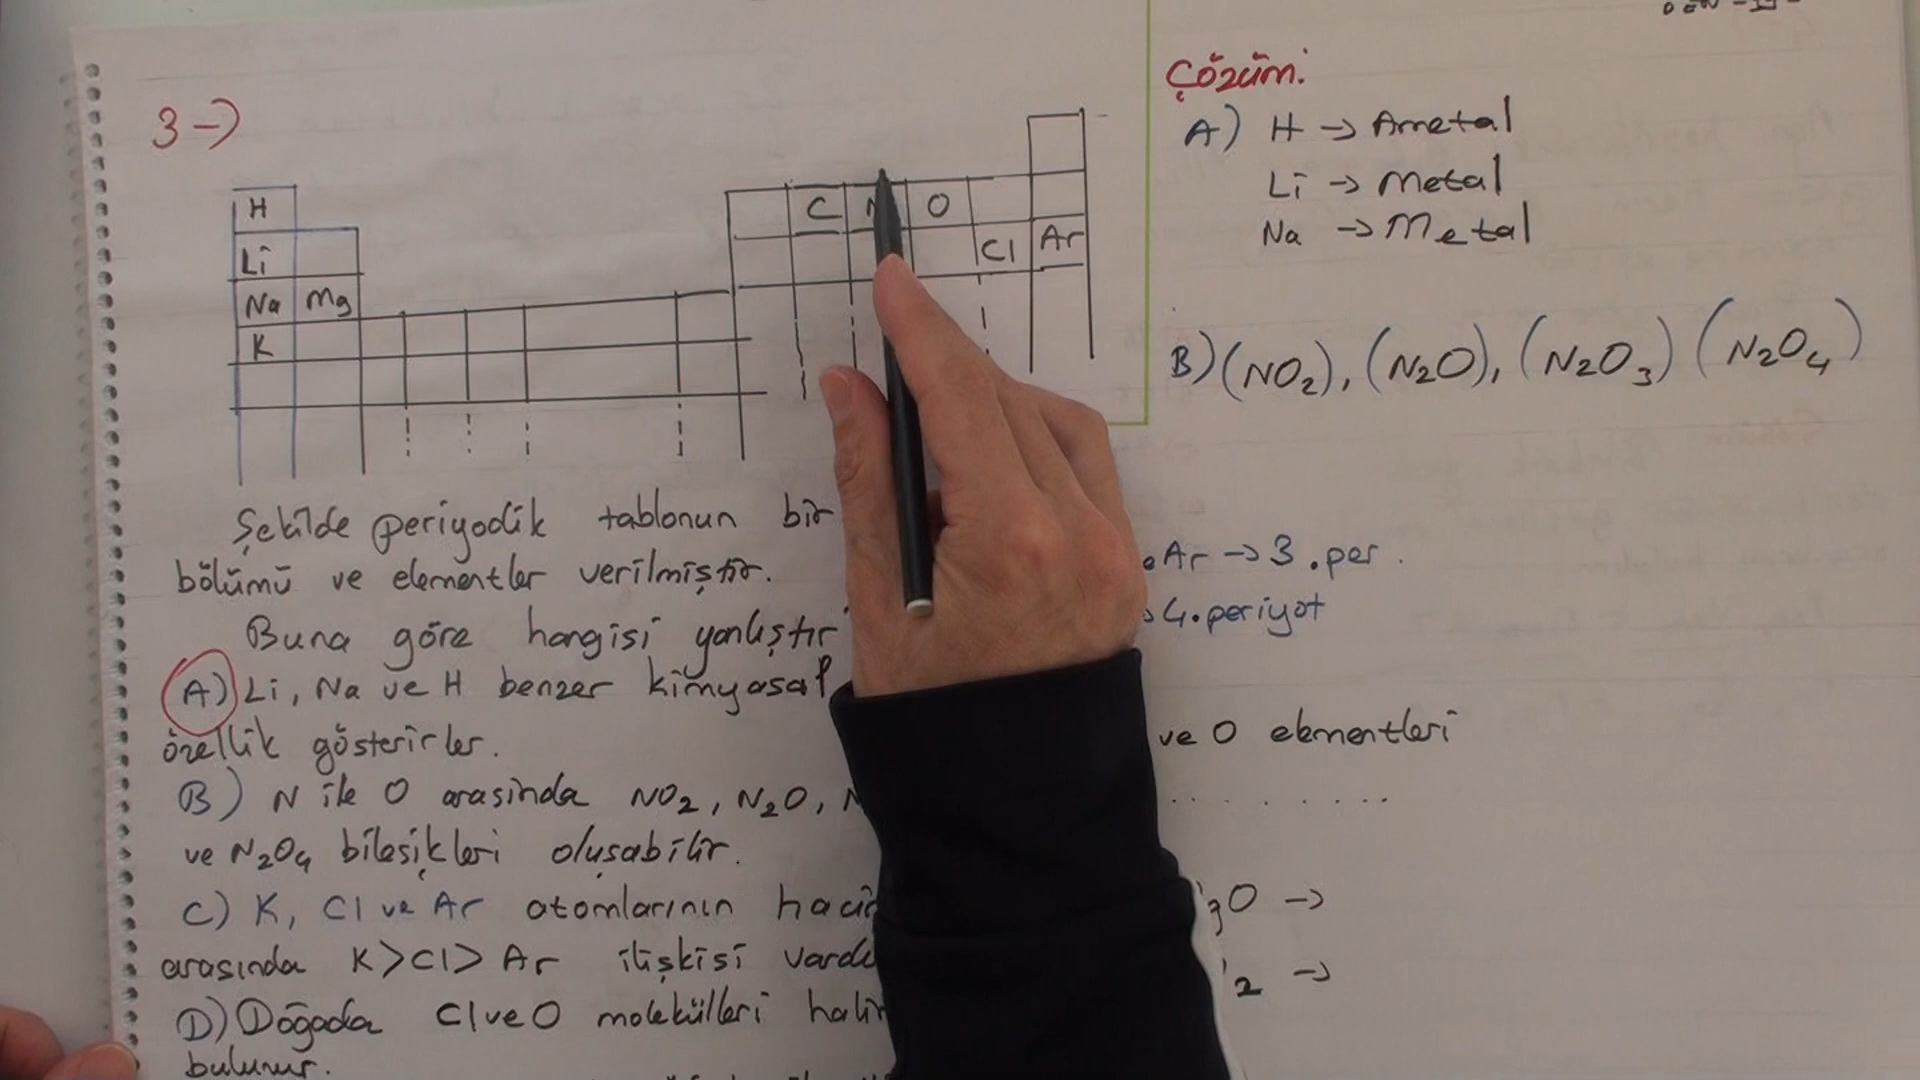 3-)
H
C N O
Li
Cl Ar
Na Mg
K
Şekilde periyodik tablonun bir
bölümü ve elementler verilmiştir.
Buna göre hangisi yanlıştır
A) Li, Na ve H benzer kimyasal
özellik gösterirler.
B) N ile O arasında NO2, N2O,
ve N2O4 bileşikleri oluşabilir.
C) K, Cl ve Ar atomlarının
arasında K>Cl>Ar ilişkisi
D) Doğada Cl ve O molekülleri
bulunur.
Çözüm:
A) H → Ametal
Li → Metal
Na → Metal
B) (NO2), (N2O), (N2O3) (N2O4)
Ar → 3.per.
4.periyot
ve O elementleri
. . . . . . . .
O →
2 →